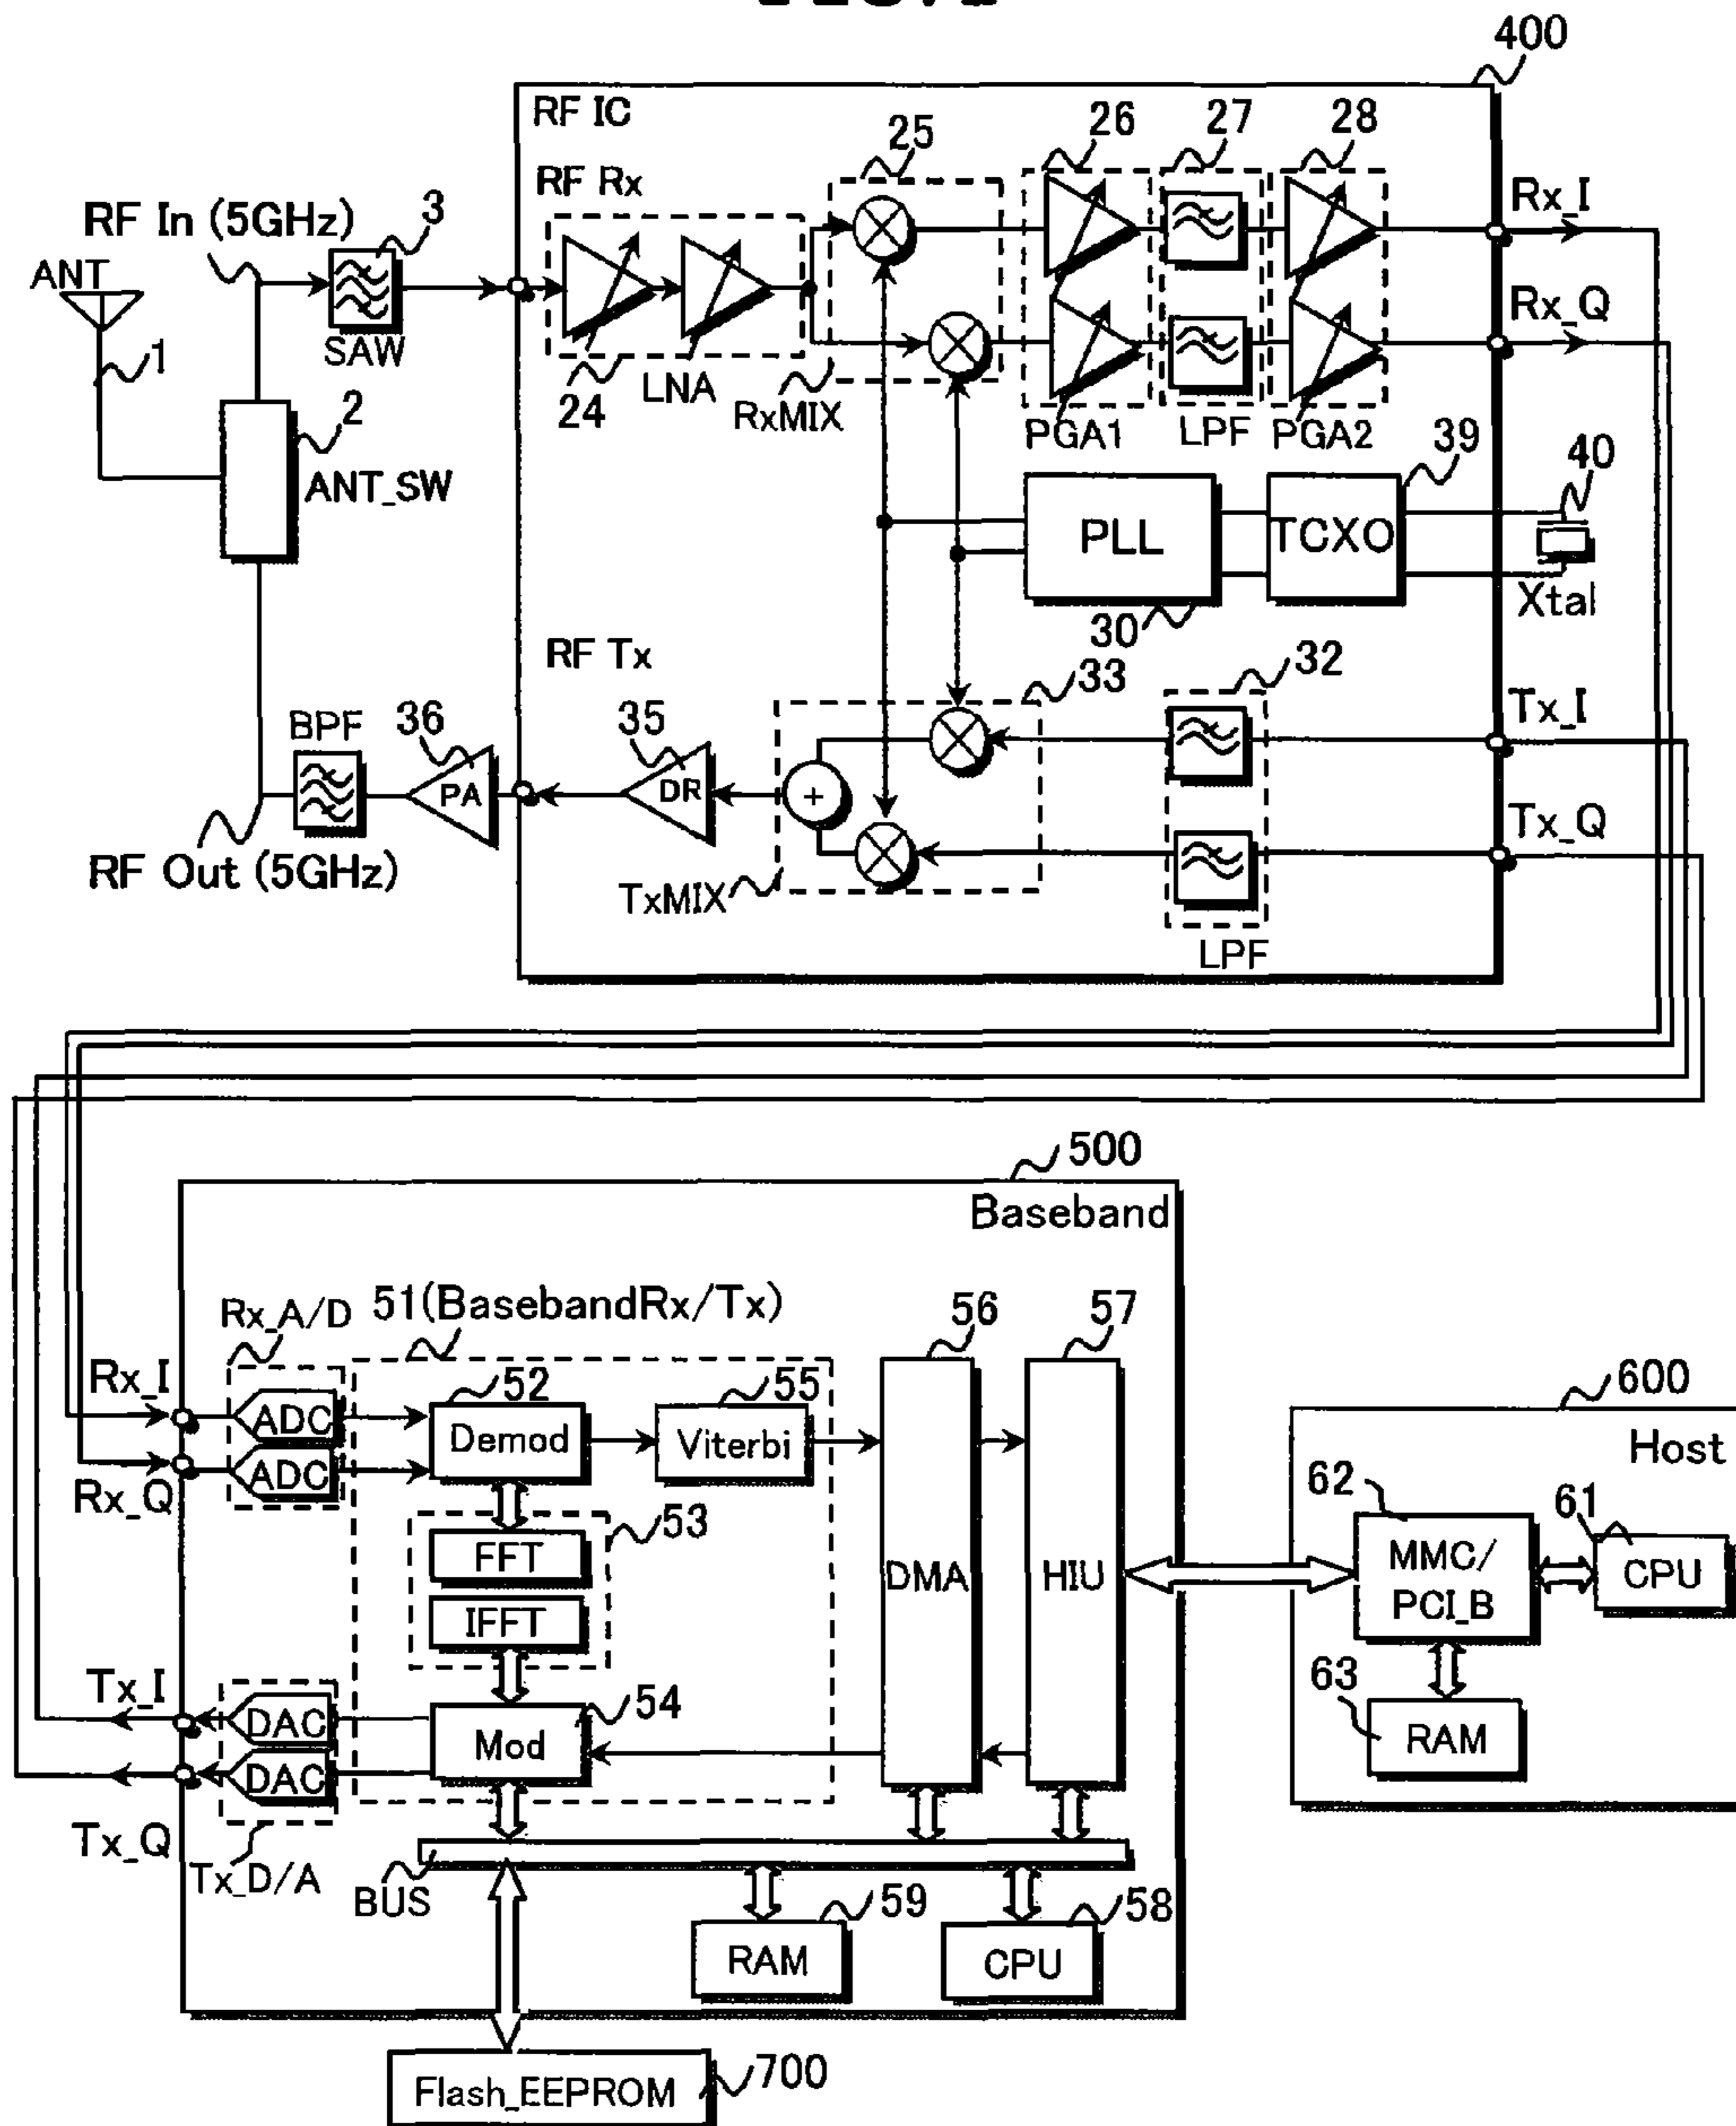 400
RF IC
25
26
27
28
RF Rx
Rx_I
RF In (5GHz)
3
ANT
Rx_Q
SAW
1
24
LNA
RxMIX
PGA1
LPF
PGA2
39
2
40
ANT_SW
PLL
TCXO
Xtal
30
RF Tx
33
32
Tx_I
BPF
36
35
PA
DR
+
Tx_Q
RF Out (5GHz)
TxMIX
LPF
500
Baseband
51(BasebandRx/Tx)
Rx_A/D
56
57
Rx_I
52
55
600
ADC
Demod
Viterbi
Host
ADC
62
61
Rx_Q
53
FFT
DMA
HIU
MMC/
PCI_B
CPU
IFFT
63
Tx_I
54
DAC
Mod
RAM
DAC
Tx_Q
Tx_D/A
BUS
59
58
RAM
CPU
Flash_EEPROM
700